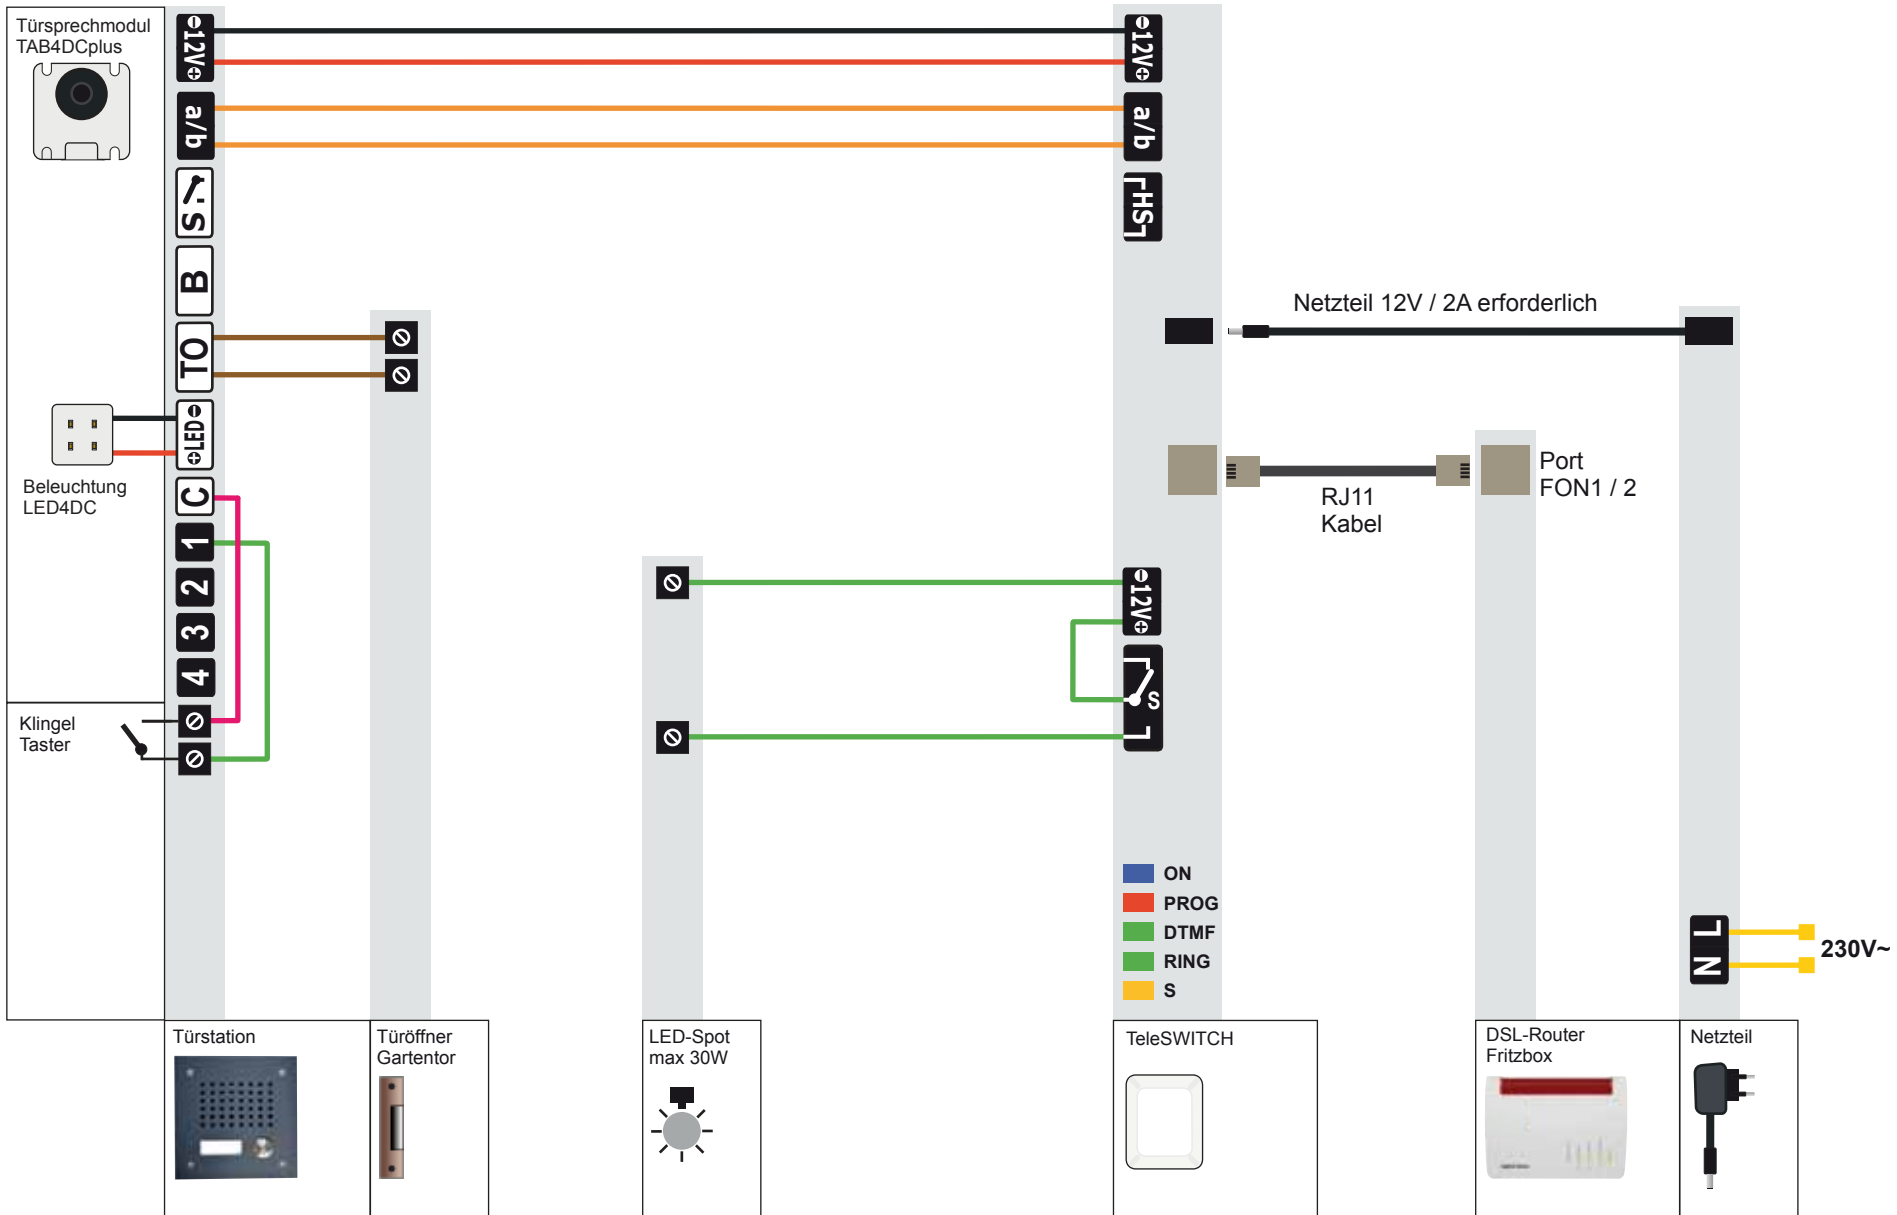 Türsprechmodul
TAB4DCplus
12V
a/b
S
B
TO
LED
C
1
2
3
4
Beleuchtung
LED4DC
Klingel
Taster
12V
a/b
HS
Netzteil 12V / 2A erforderlich
RJ11
Kabel
Port
FON1 / 2
12V
S
ON
PROG
DTMF
RING
S
N L
230V~
Türstation
Türöffner
Gartentor
LED-Spot
max 30W
TeleSWITCH
DSL-Router
Fritzbox
Netzteil